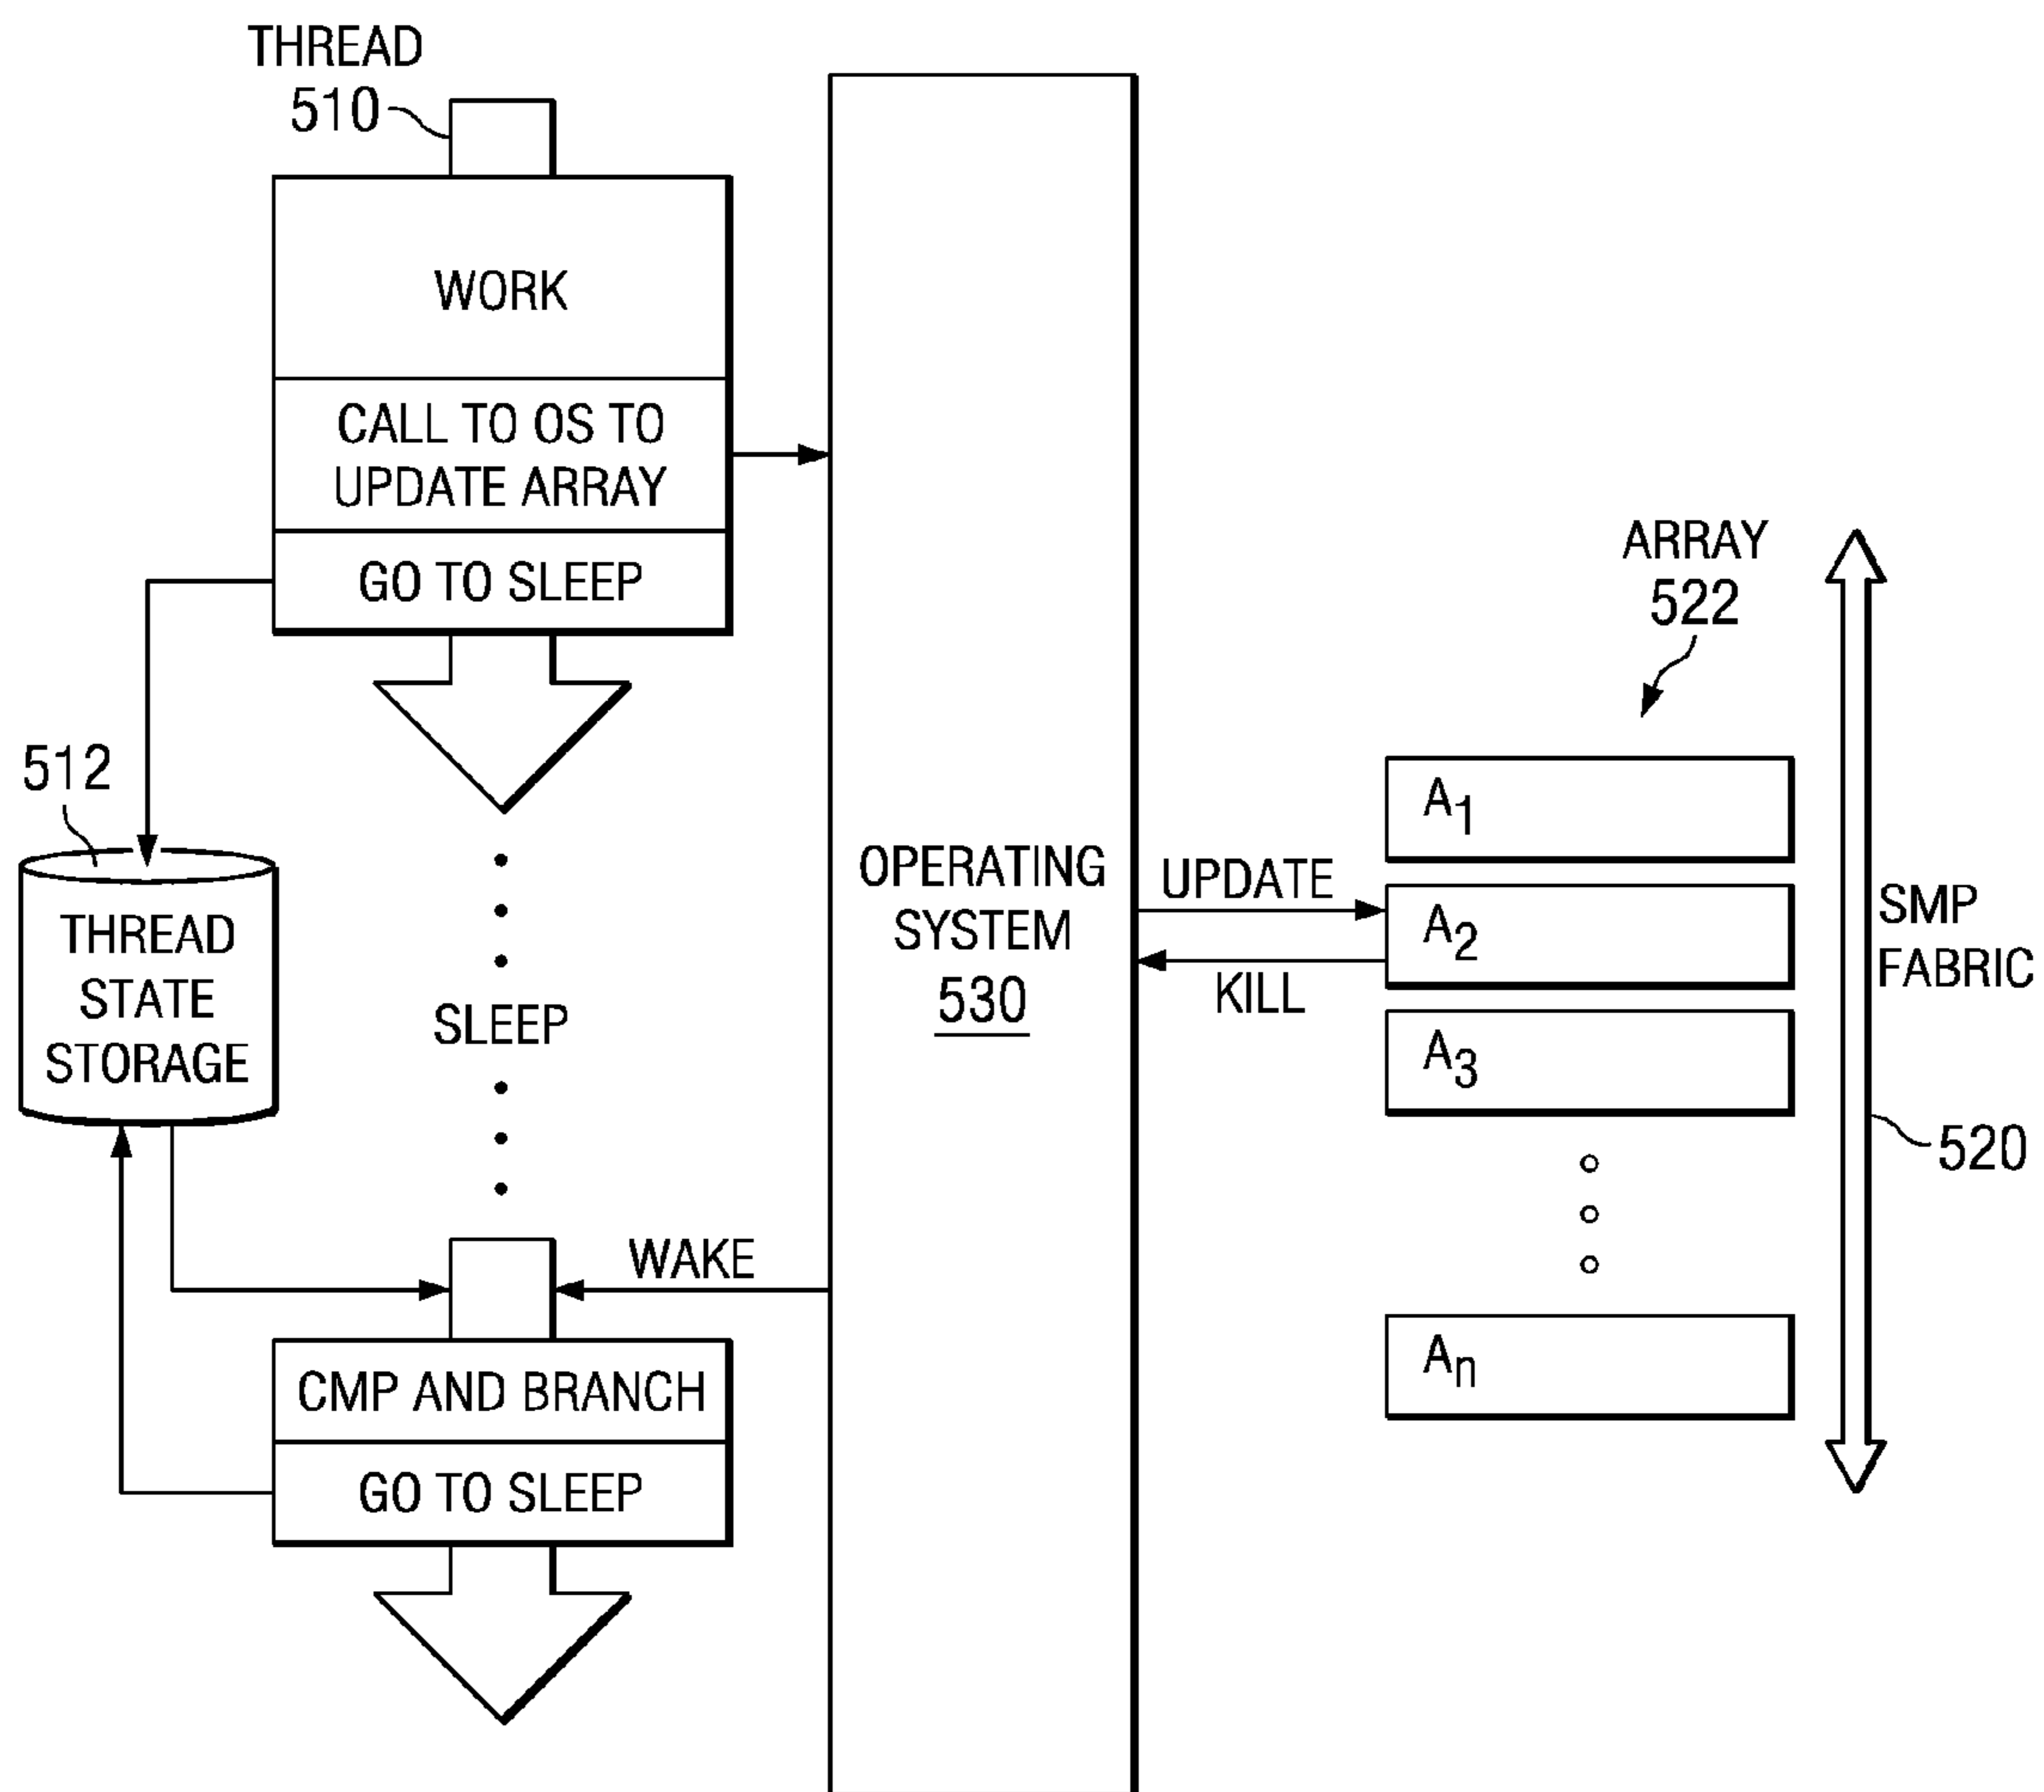 THREAD
510
WORK
CALL TO OS TO
UPDATE ARRAY
GO TO SLEEP
512
THREAD
STATE
STORAGE
SLEEP
WAKE
CMP AND BRANCH
GO TO SLEEP
OPERATING
SYSTEM
530
UPDATE
KILL
ARRAY
522
A1
A2
A3
An
SMP
FABRIC
520